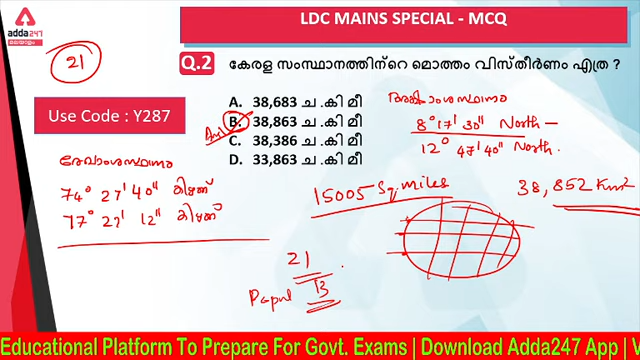 adda247
മലയാളം
LDC MAINS SPECIAL - MCQ
21
Q.2 കേരള സംസ്ഥാനത്തിന്റെ മൊത്തം വിസ്തീർണം എത്ര ?
Use Code : Y287
A. 38,683 ച .കി മീ
B. 38,863 ച .കി മീ
C. 38,386 ച .കി മീ
D. 33,863 ച .കി മീ
Ans
അക്ഷാംശസ്ഥാനം
8° 17' 30" North —
12° 47' 40" North.
രേഖാംശസ്ഥാനം
74° 27' 40" കിഴക്ക്
77° 27' 12" കിഴക്ക്
15005 Sq.miles
38,852 Km²
21
13
Educational Platform To Prepare For Govt. Exams | Download Adda247 App | V